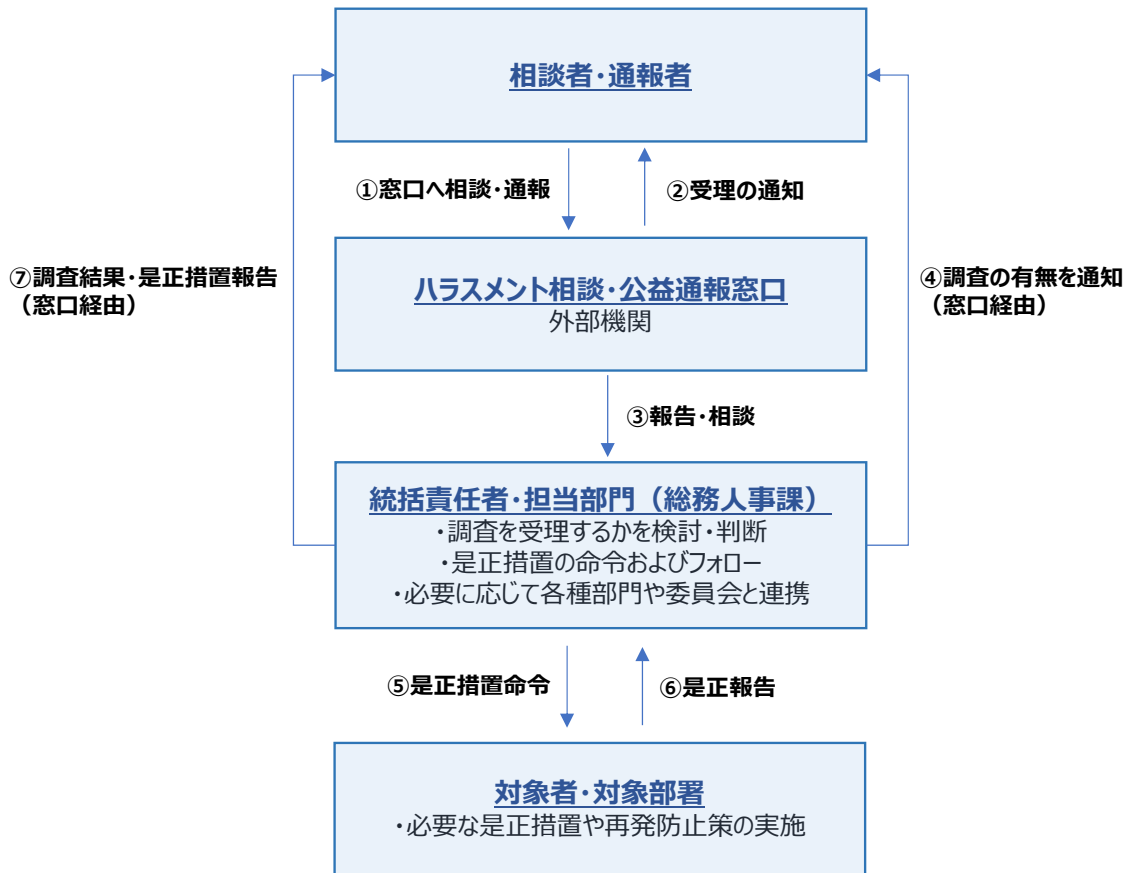 相談者・通報者
①窓口へ相談・通報
②受理の通知
⑦調査結果・是正措置報告
（窓口経由）
④調査の有無を通知
（窓口経由）
ハラスメント相談・公益通報窓口
外部機関
③報告・相談
統括責任者・担当部門（総務人事課）
・調査を受理するかを検討・判断
・是正措置の命令およびフォロー
・必要に応じて各種部門や委員会と連携
⑤是正措置命令
⑥是正報告
対象者・対象部署
・必要な是正措置や再発防止策の実施